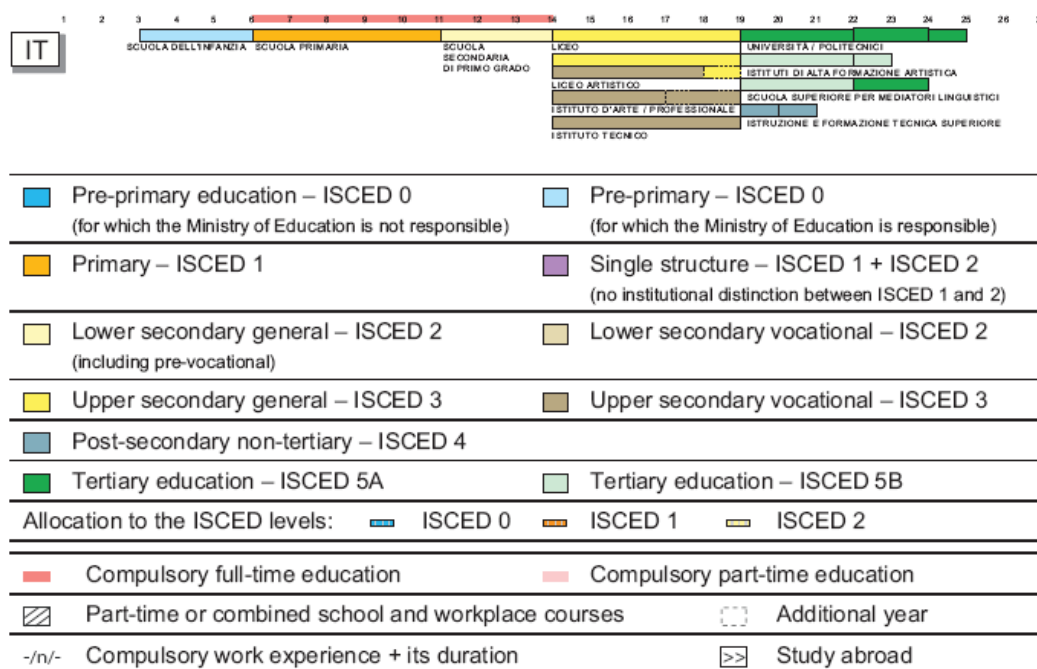 1 2 3 4 5 6 7 8 9 10 11 12 13 14 15 16 17 18 19 20 21 22 23 24 25 26
IT
SCUOLA DELL'INFANZIA SCUOLA PRIMARIA SCUOLA LICEO UNIVERSITÀ / POLITECNICI
SECONDARIA
DI PRIMO GRADO ISTITUTI DI ALTA FORMAZIONE ARTISTICA
LICEO ARTISTICO SCUOLA SUPERIORE PER MEDIATORI LINGUISTICI
ISTITUTO D'ARTE / PROFESSIONALE ISTRUZIONE E FORMAZIONE TECNICA SUPERIORE
ISTITUTO TECNICO
Pre-primary education – ISCED 0 Pre-primary – ISCED 0
(for which the Ministry of Education is not responsible) (for which the Ministry of Education is responsible)
Primary – ISCED 1 Single structure – ISCED 1 + ISCED 2
(no institutional distinction between ISCED 1 and 2)
Lower secondary general – ISCED 2 Lower secondary vocational – ISCED 2
(including pre-vocational)
Upper secondary general – ISCED 3 Upper secondary vocational – ISCED 3
Post-secondary non-tertiary – ISCED 4
Tertiary education – ISCED 5A Tertiary education – ISCED 5B
Allocation to the ISCED levels: ISCED 0 ISCED 1 ISCED 2
Compulsory full-time education Compulsory part-time education
Part-time or combined school and workplace courses Additional year
-/n/- Compulsory work experience + its duration >> Study abroad